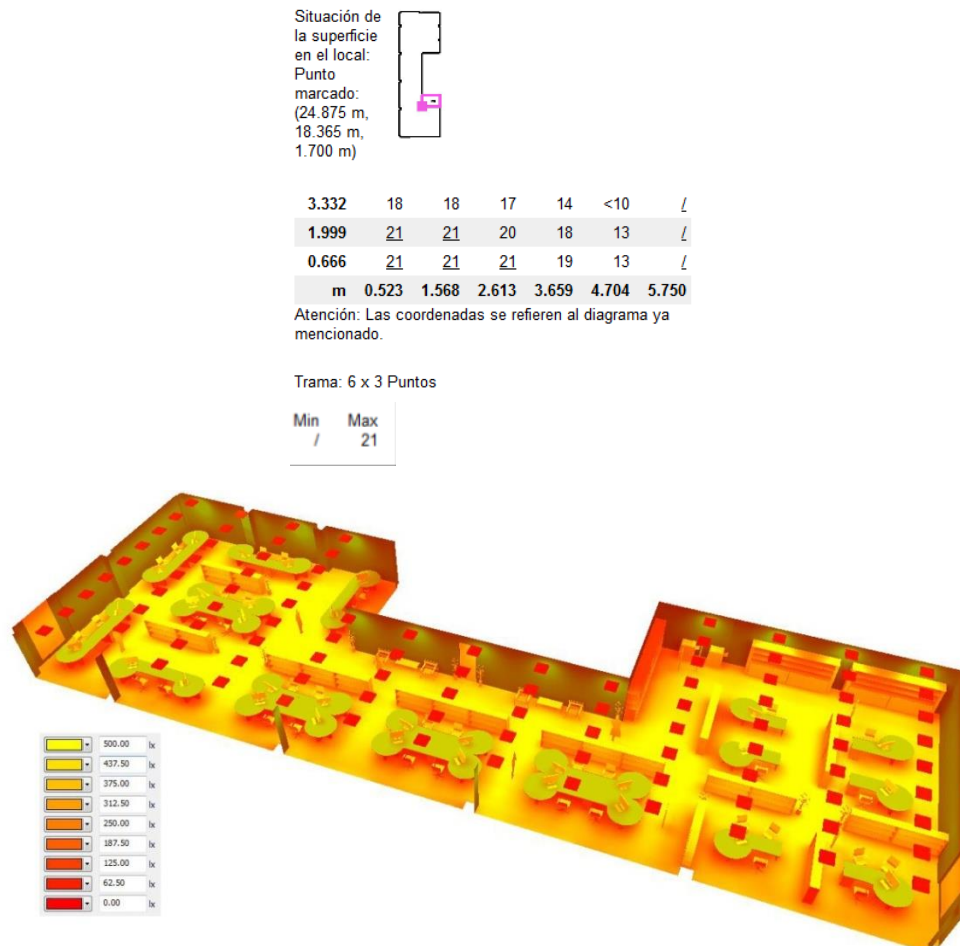 Situación de
la superficie
en el local:
Punto
marcado:
(24.875 m,
18.365 m,
1.700 m)
3.332 18 18 17 14 <10 /
1.999 21 21 20 18 13 /
0.666 21 21 21 19 13 /
m 0.523 1.568 2.613 3.659 4.704 5.750
Atención: Las coordenadas se refieren al diagrama ya
mencionado.
Trama: 6 x 3 Puntos
Min Max
/ 21
500.00 lx
437.50 lx
375.00 lx
312.50 lx
250.00 lx
187.50 lx
125.00 lx
62.50 lx
0.00 lx